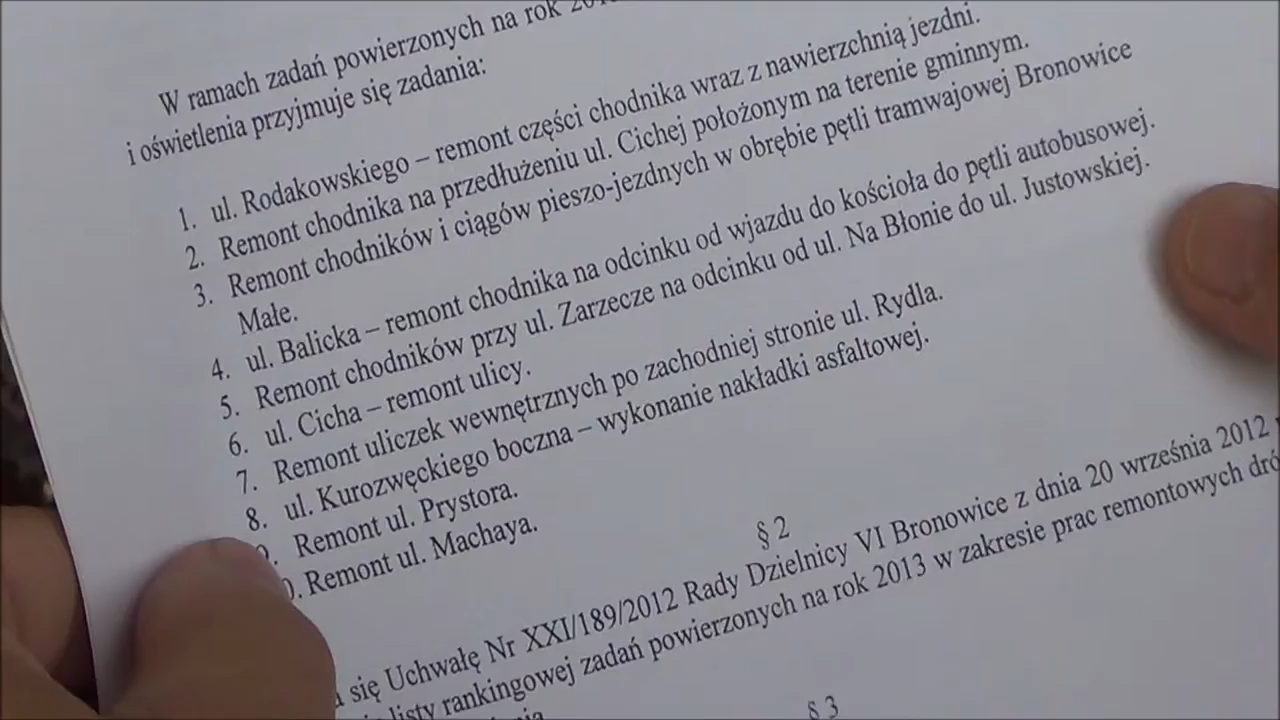 W ramach zadań powierzonych na rok
i oświetlenia przyjmuje się zadania:
1. ul. Rodakowskiego – remont części chodnika wraz z nawierzchnią jezdni.
2. Remont chodnika na przedłużeniu ul. Cichej położonym na terenie gminnym.
3. Remont chodników i ciągów pieszo-jezdnych w obrębie pętli tramwajowej Bronowice
Małe.
4. ul. Balicka – remont chodnika na odcinku od wjazdu do kościoła do pętli autobusowej.
5. Remont chodników przy ul. Zarzecze na odcinku od ul. Na Błonie do ul. Justowskiej.
6. ul. Cicha – remont ulicy.
7. Remont uliczek wewnętrznych po zachodniej stronie ul. Rydla.
8. ul. Kurozwęckiego boczna – wykonanie nakładki asfaltowej.
Remont ul. Prystora.
Remont ul. Machaya.
§ 2
się Uchwałę Nr XXI/189/2012 Rady Dzielnicy VI Bronowice z dnia 20 września 2012
listy rankingowej zadań powierzonych na rok 2013 w zakresie prac remontowych
§ 3